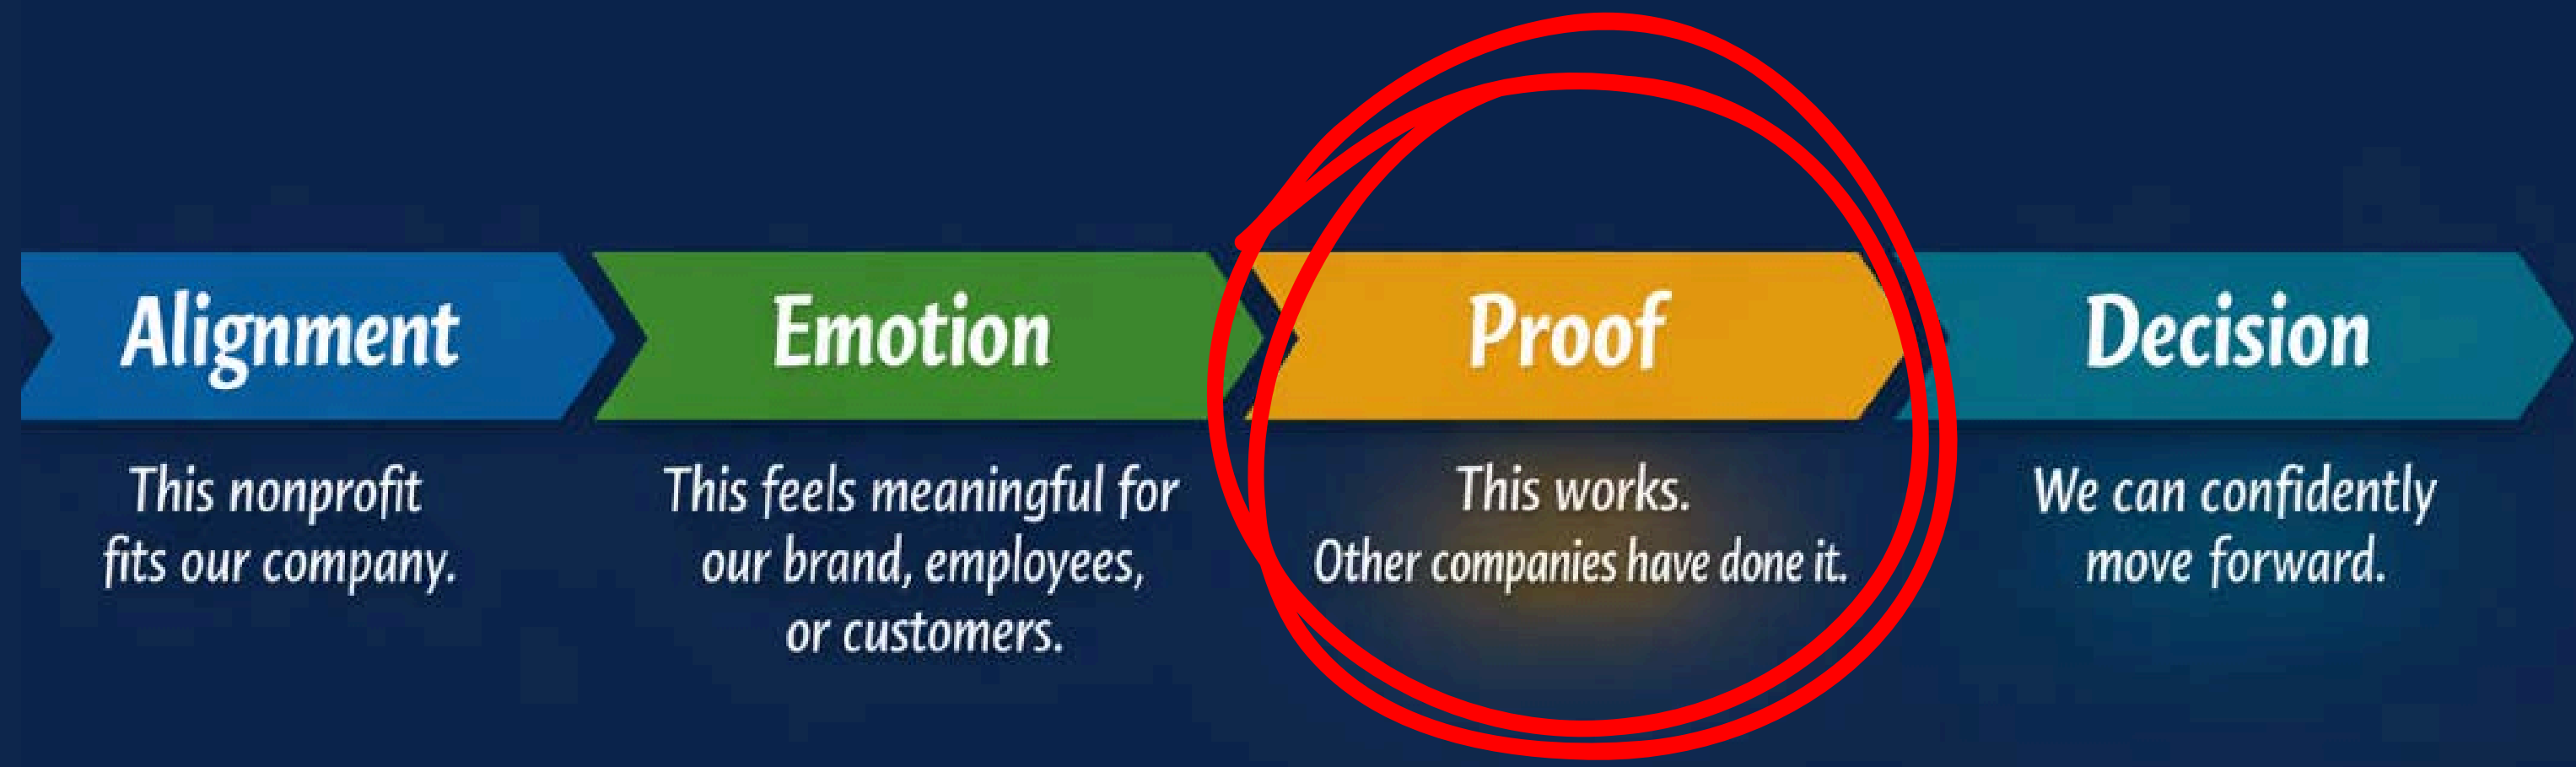 Alignment
This nonprofit
fits our company.
Emotion
This feels meaningful for
our brand, employees,
or customers.
Proof
This works.
Other companies have done it.
Decision
We can confidently
move forward.